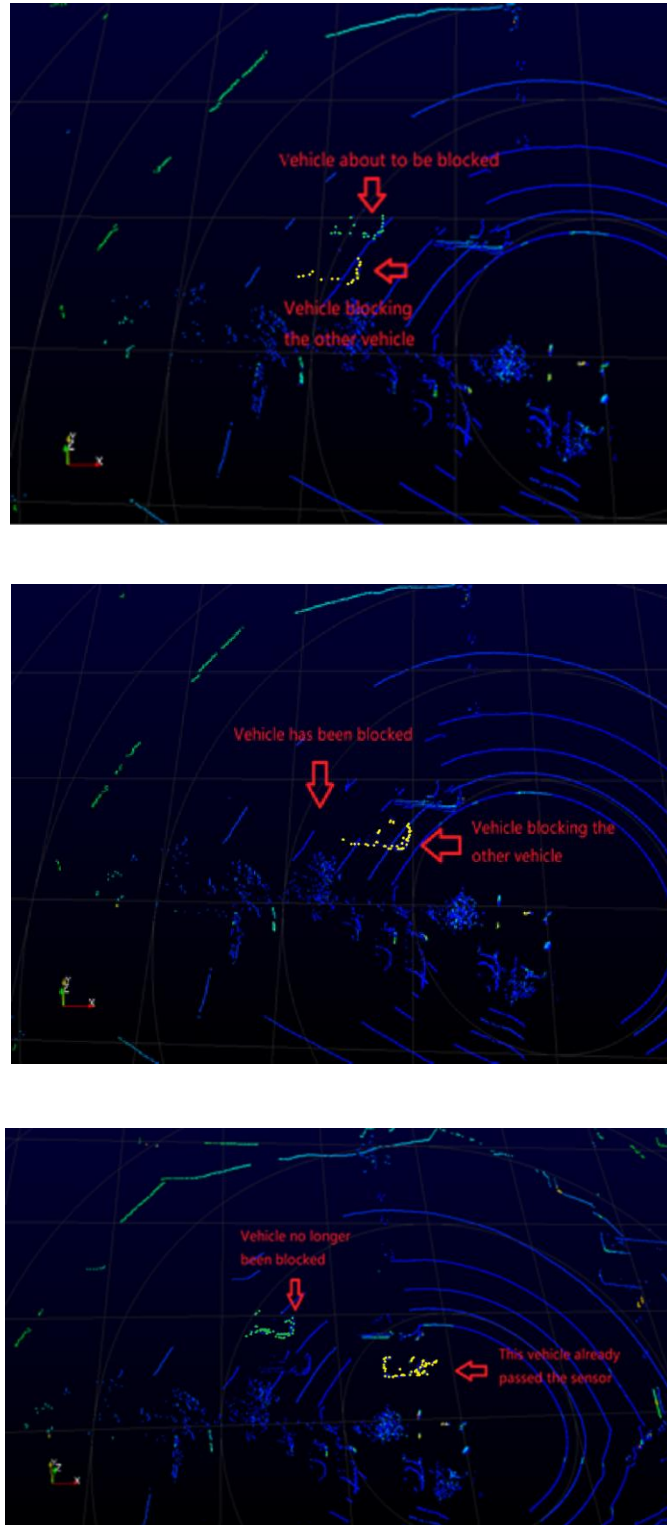 Vehicle about to be blocked
Vehicle blocking
the other vehicle
Y
Z
X
Vehicle has been blocked
Vehicle blocking the
other vehicle
Y
Z
X
Vehicle no longer
been blocked
This vehicle already
passed the sensor
Y
Z
X